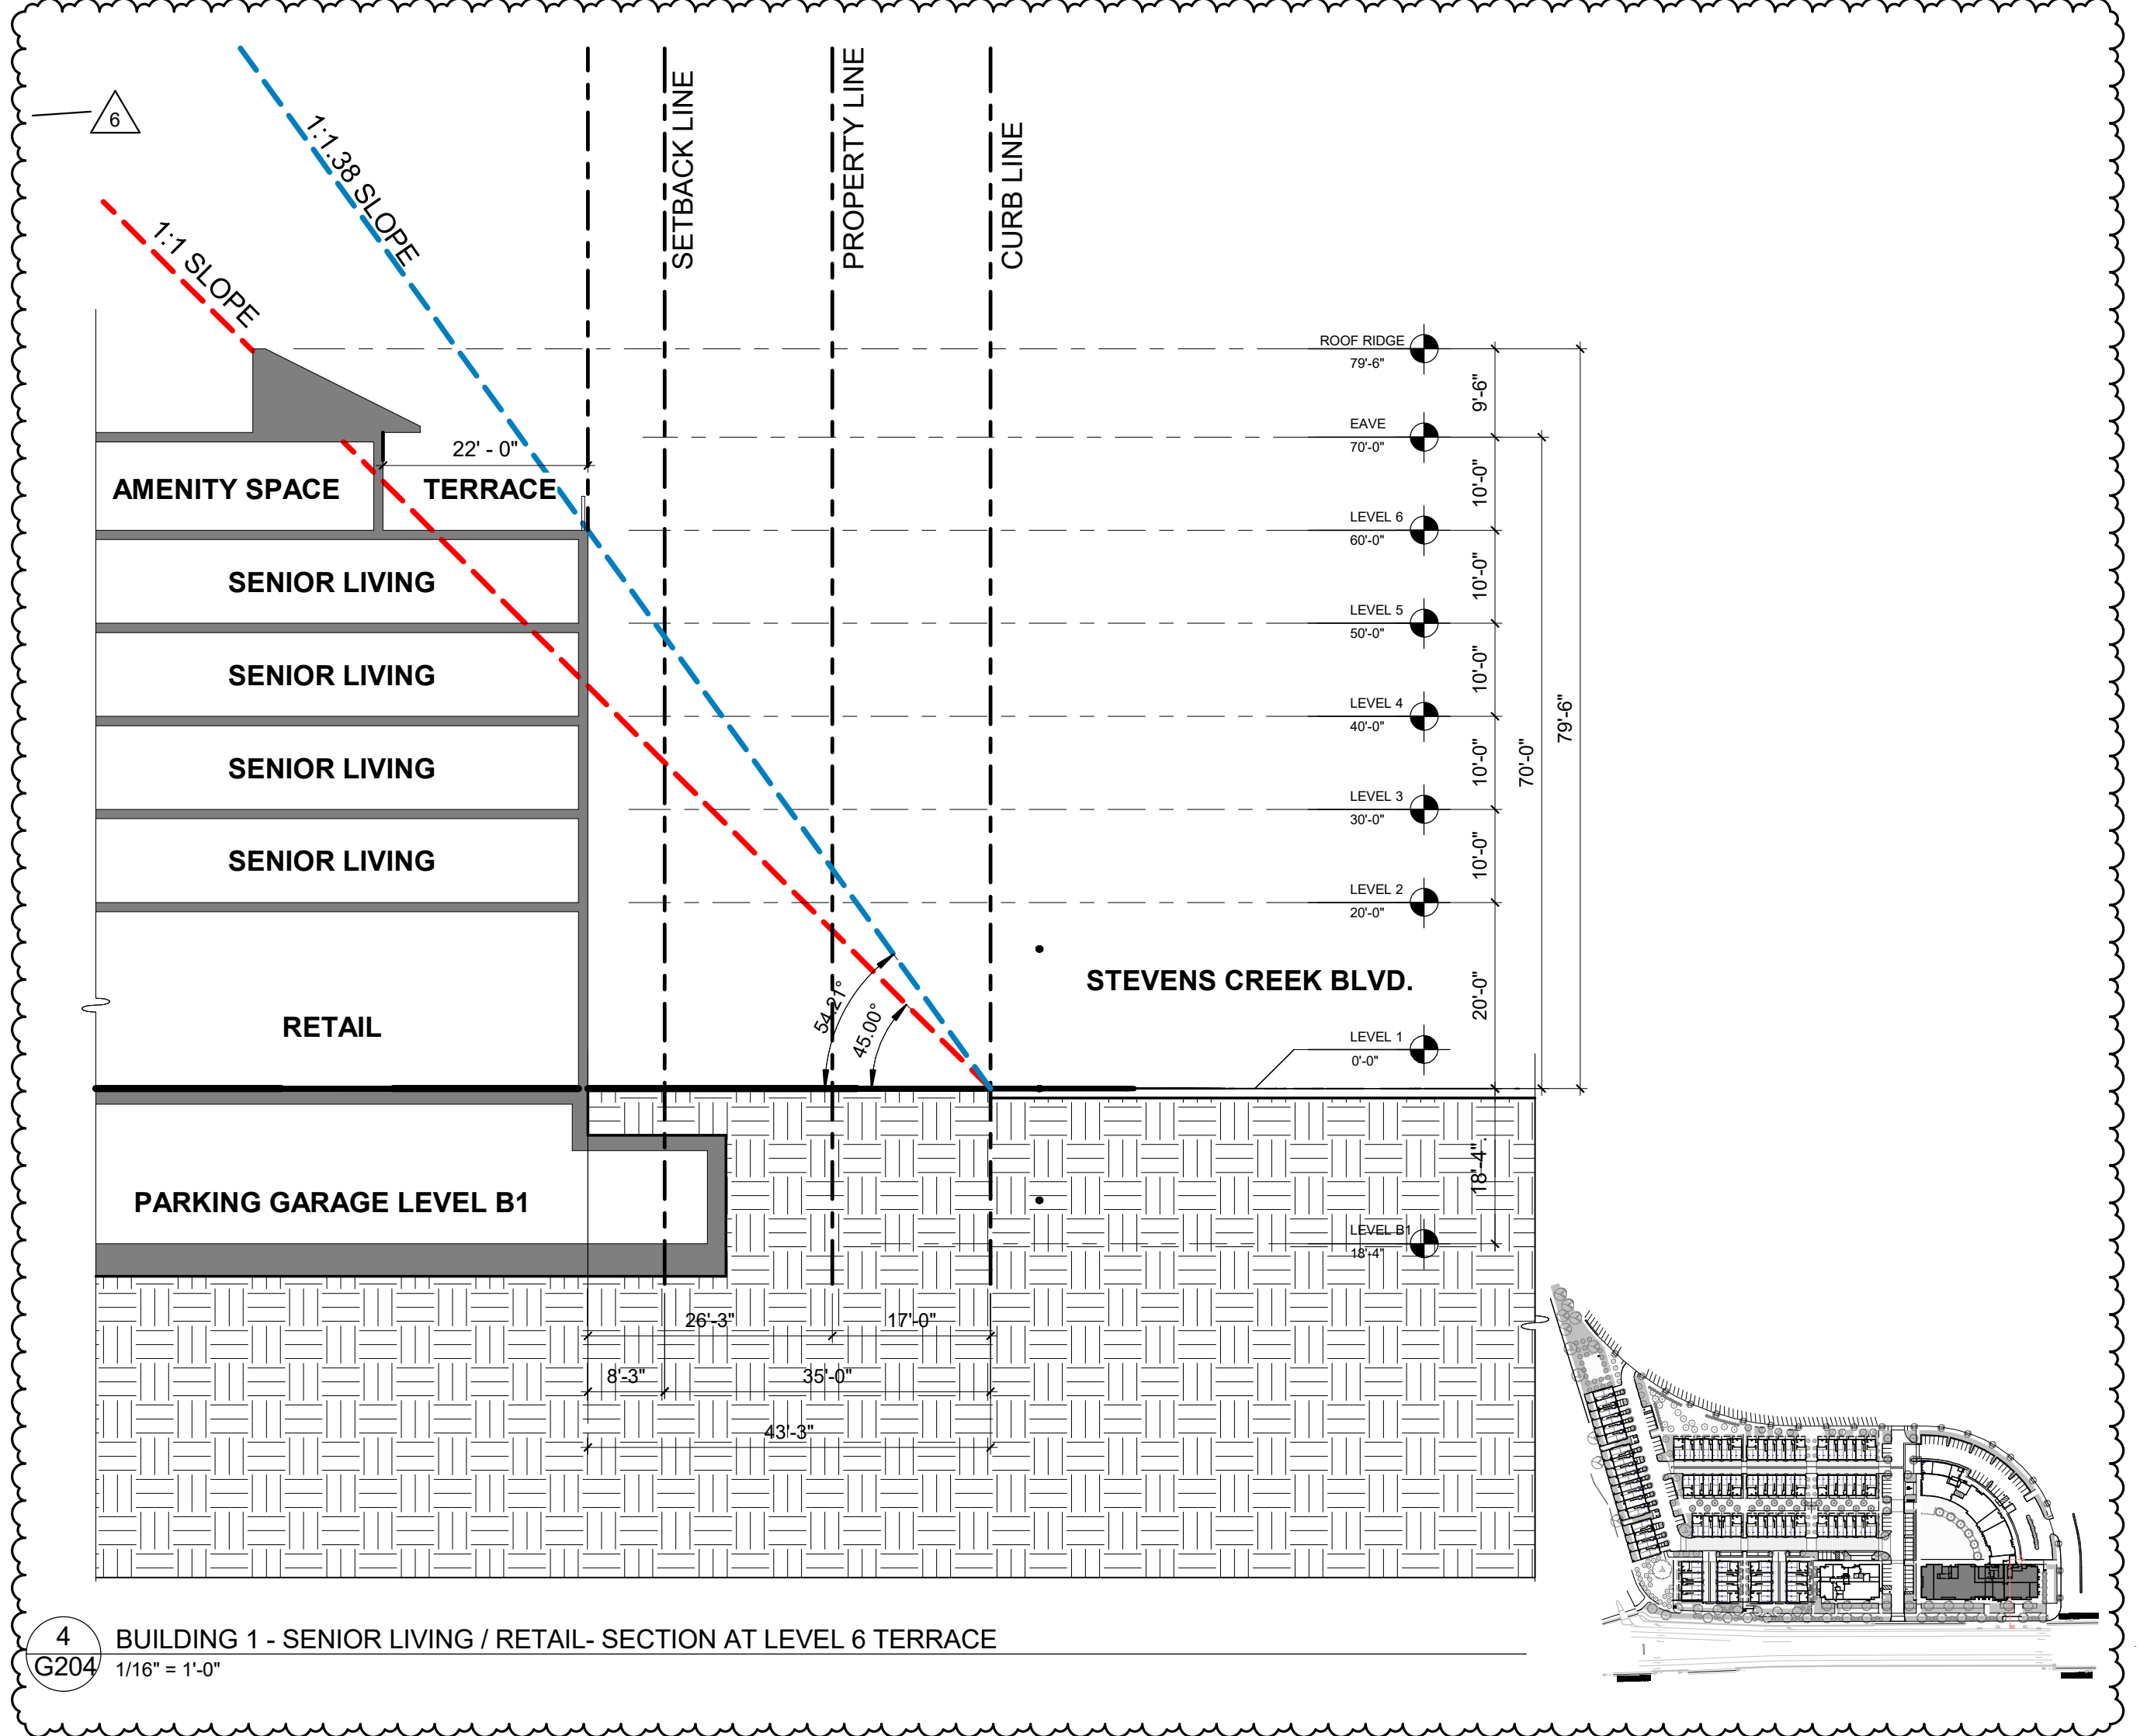 6
1:1.38 SLOPE
1:1 SLOPE
SETBACK LINE
PROPERTY LINE
CURB LINE
ROOF RIDGE
79'-6"
9'-6"
EAVE
70'-0"
22' - 0"
AMENITY SPACE
TERRACE
10'-0"
LEVEL 6
60'-0"
SENIOR LIVING
10'-0"
LEVEL 5
50'-0"
SENIOR LIVING
10'-0"
LEVEL 4
40'-0"
79'-6"
SENIOR LIVING
10'-0"
70'-0"
LEVEL 3
30'-0"
SENIOR LIVING
10'-0"
LEVEL 2
20'-0"
STEVENS CREEK BLVD.
20'-0"
54.21°
45.00°
RETAIL
LEVEL 1
0'-0"
18'-4"
PARKING GARAGE LEVEL B1
LEVEL B1
18'-4"
26'-3"
17'-0"
8'-3"
35'-0"
43'-3"
4
G204
BUILDING 1 - SENIOR LIVING / RETAIL- SECTION AT LEVEL 6 TERRACE
1/16" = 1'-0"